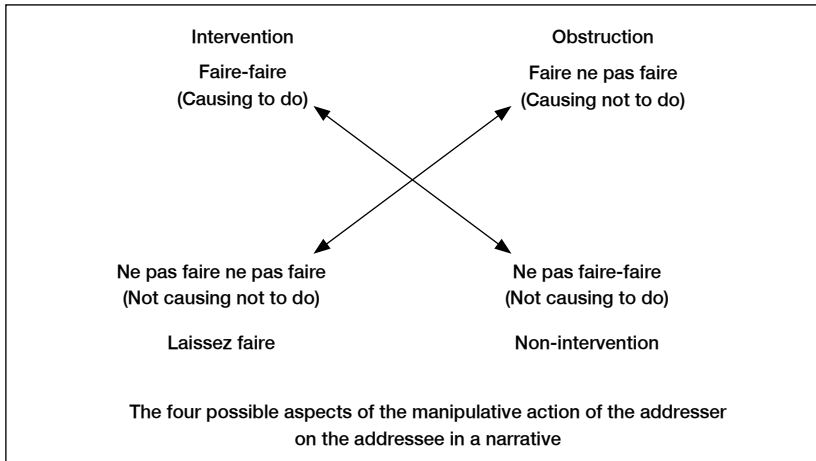 Intervention
Faire-faire
(Causing to do)
Obstruction
Faire ne pas faire
(Causing not to do)
Ne pas faire ne pas faire
(Not causing not to do)
Laissez faire
Ne pas faire-faire
(Not causing to do)
Non-intervention
The four possible aspects of the manipulative action of the addresser
on the addressee in a narrative